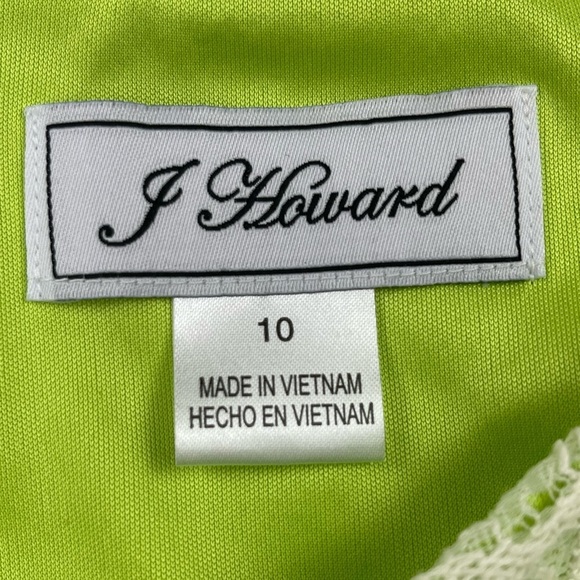 J Howard
10
MADE IN VIETNAM
HECHO EN VIETNAM